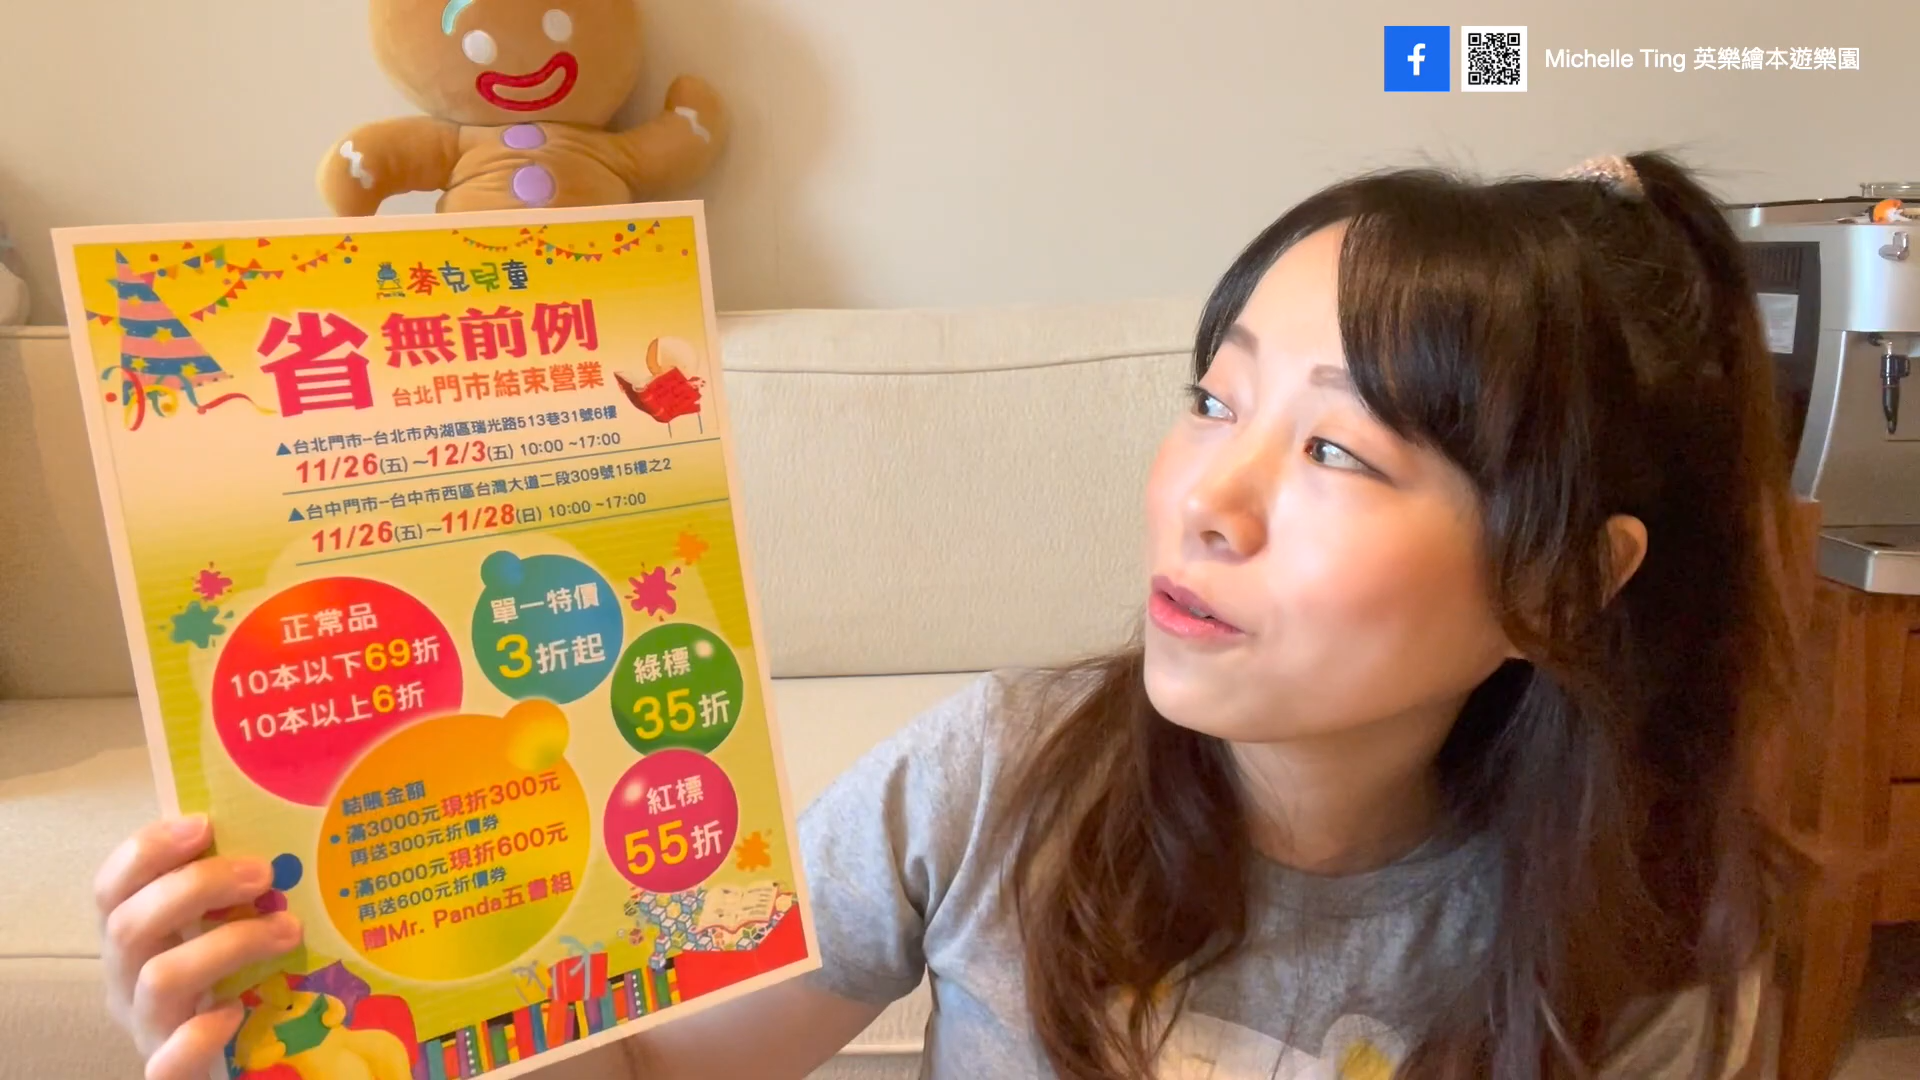 Michelle Ting 英樂繪本遊樂園
麥克兒童
省無前例
台北門市結束營業
▲台北門市-台北市內湖區瑞光路513巷31號6樓
11/26(五)~12/3(五) 10:00 ~17:00
▲台中門市-台中市西區台灣大道二段309號15樓之2
11/26(五)~11/28(日) 10:00 ~17:00
正常品
10本以下69折
10本以上6折
單一特價
3折起
綠標
35折
紅標
55折
結賬金額
•滿3000元現折300元
再送300元折價券
•滿6000元現折600元
再送600元折價券
贈Mr. Panda五書組